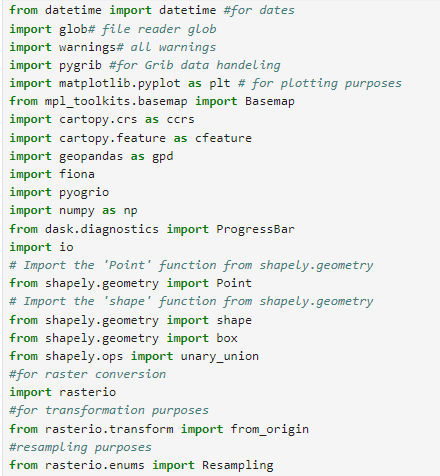 from datetime import datetime #for dates
import glob# file reader glob
import warnings# all warnings
import pygrib #for Grib data handeling
import matplotlib.pyplot as plt # for plotting purposes
from mpl_toolkits.basemap import Basemap
import cartopy.crs as ccrs
import cartopy.feature as cfeature
import geopandas as gpd
import fiona
import pyogrio
import numpy as np
from dask.diagnostics import ProgressBar
import io
# Import the 'Point' function from shapely.geometry
from shapely.geometry import Point
# Import the 'shape' function from shapely.geometry
from shapely.geometry import shape
from shapely.geometry import box
from shapely.ops import unary_union
#for raster conversion
import rasterio
#for transformation purposes
from rasterio.transform import from_origin
#resampling purposes
from rasterio.enums import Resampling